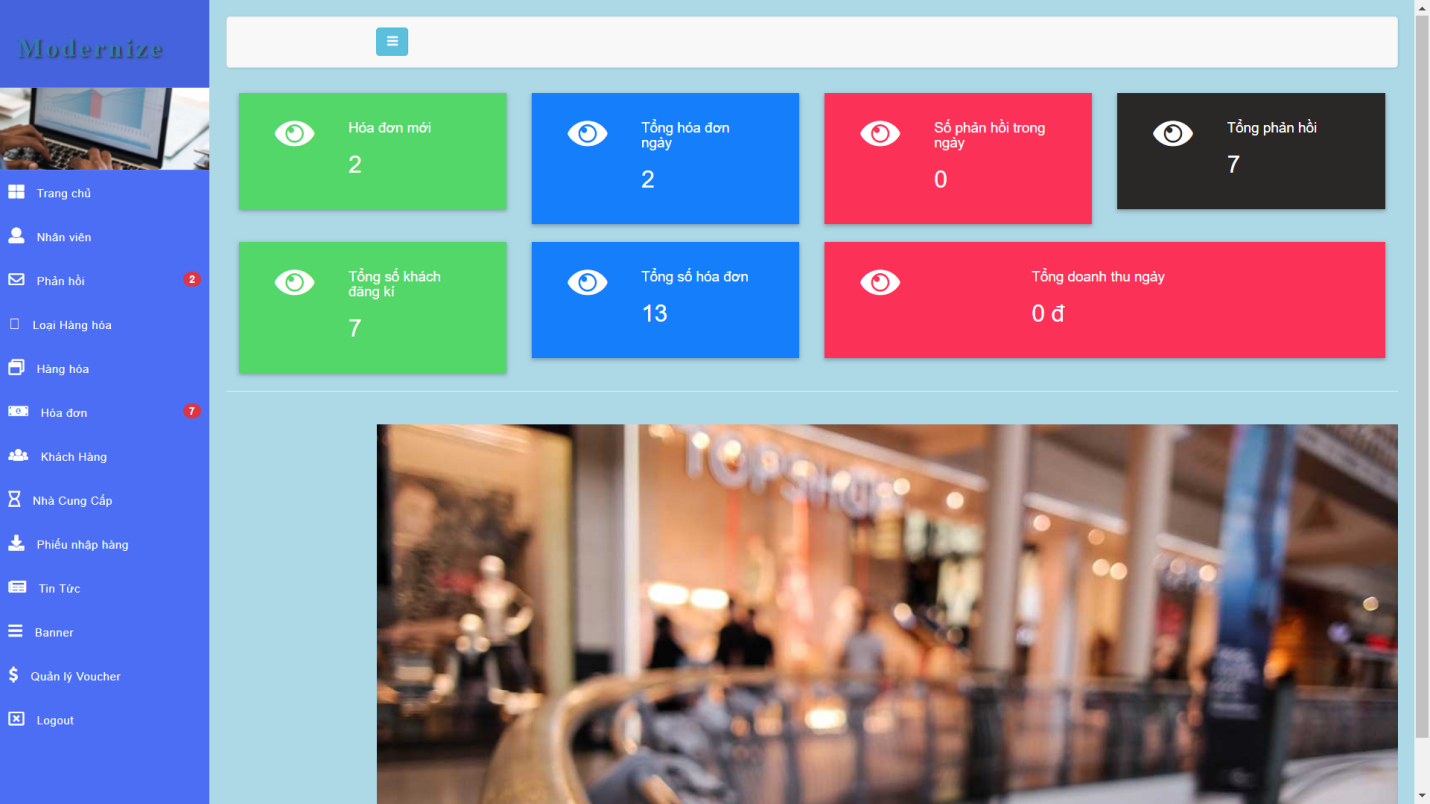 Modernize
Trang chủ
Nhân viên
Phản hồi
2
Loại Hàng hóa
Hàng hóa
Hóa đơn
7
Khách Hàng
Nhà Cung Cấp
Phiếu nhập hàng
Tin Tức
Banner
Quản lý Voucher
Logout
Hóa đơn mới
2
Tổng hóa đơn
ngày
2
Số phản hồi trong
ngày
0
Tổng phản hồi
7
Tổng số khách
đăng kí
7
Tổng số hóa đơn
13
Tổng doanh thu ngày
0 đ
TOPSHOP